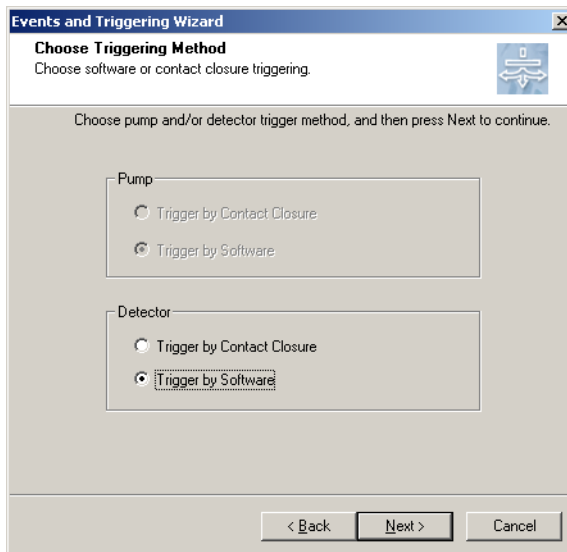 Events and Triggering Wizard
Choose Triggering Method
Choose software or contact closure triggering.
Choose pump and/or detector trigger method, and then press Next to continue.
Pump
Trigger by Contact Closure
Trigger by Software
Detector
Trigger by Contact Closure
Trigger by Software
< Back
Next >
Cancel